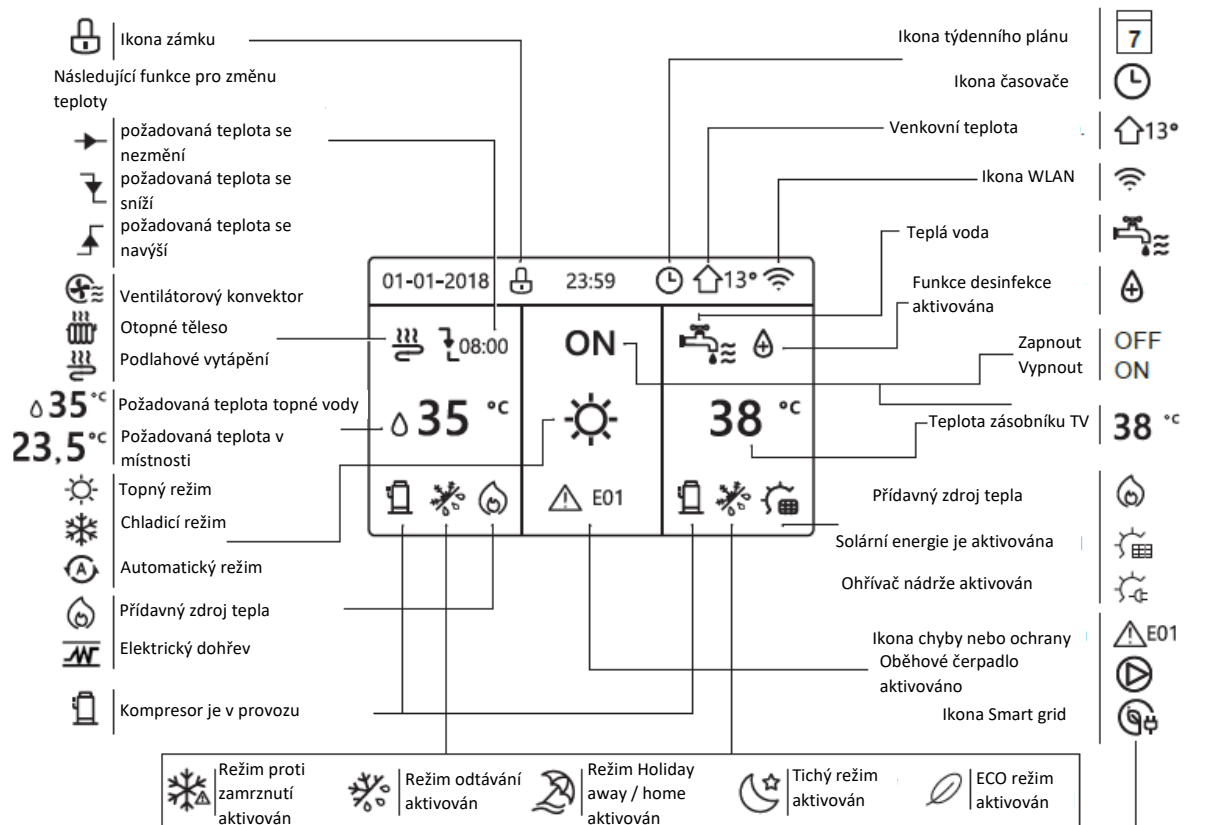 Ikona zámku
Následující funkce pro změnu
teploty
požadovaná teplota se
nezmění
požadovaná teplota se
sníží
požadovaná teplota se
navýší
Ventilátorový konvektor
Otopné těleso
Podlahové vytápění
35 °C
Požadovaná teplota topné vody
23,5 °C
Požadovaná teplota v
místnosti
Topný režim
Chladicí režim
A
Automatický režim
Přídavný zdroj tepla
Elektrický dohřev
Kompresor je v provozu
01-01-2018 23:59 13°
08:00
35 °C
ON
E01
38 °C
Ikona týdenního plánu
7
Ikona časovače
Venkovní teplota
13°
Ikona WLAN
Teplá voda
Funkce desinfekce
aktivována
Zapnout OFF
Vypnout ON
Teplota zásobníku TV 38 °C
Přídavný zdroj tepla
Solární energie je aktivována
Ohřívač nádrže aktivován
Ikona chyby nebo ochrany
E01
Oběhové čerpadlo
aktivováno
Ikona Smart grid
Režim proti
zamrznutí
aktivován
Režim odtávání
aktivován
Režim Holiday
away / home
aktivován
Tichý režim
aktivován
ECO režim
aktivován